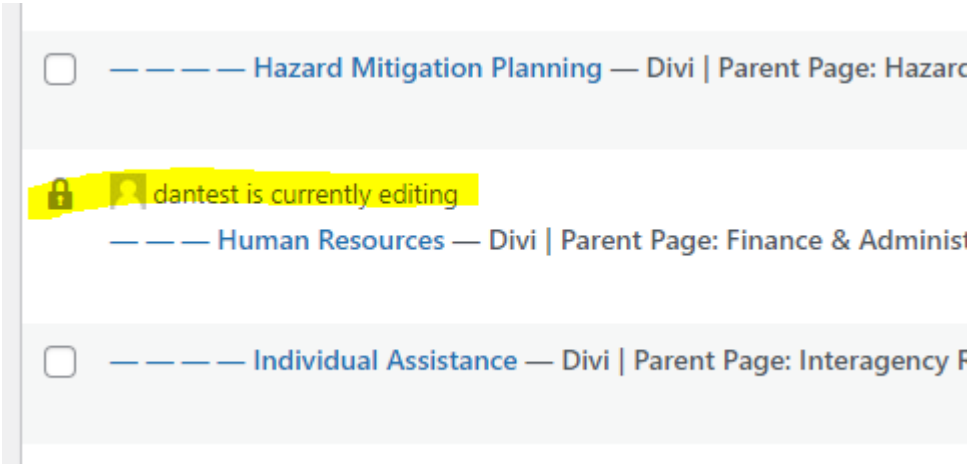 — — — — Hazard Mitigation Planning — Divi | Parent Page: Hazard
dantest is currently editing
— — — Human Resources — Divi | Parent Page: Finance & Administ
— — — — Individual Assistance — Divi | Parent Page: Interagency R